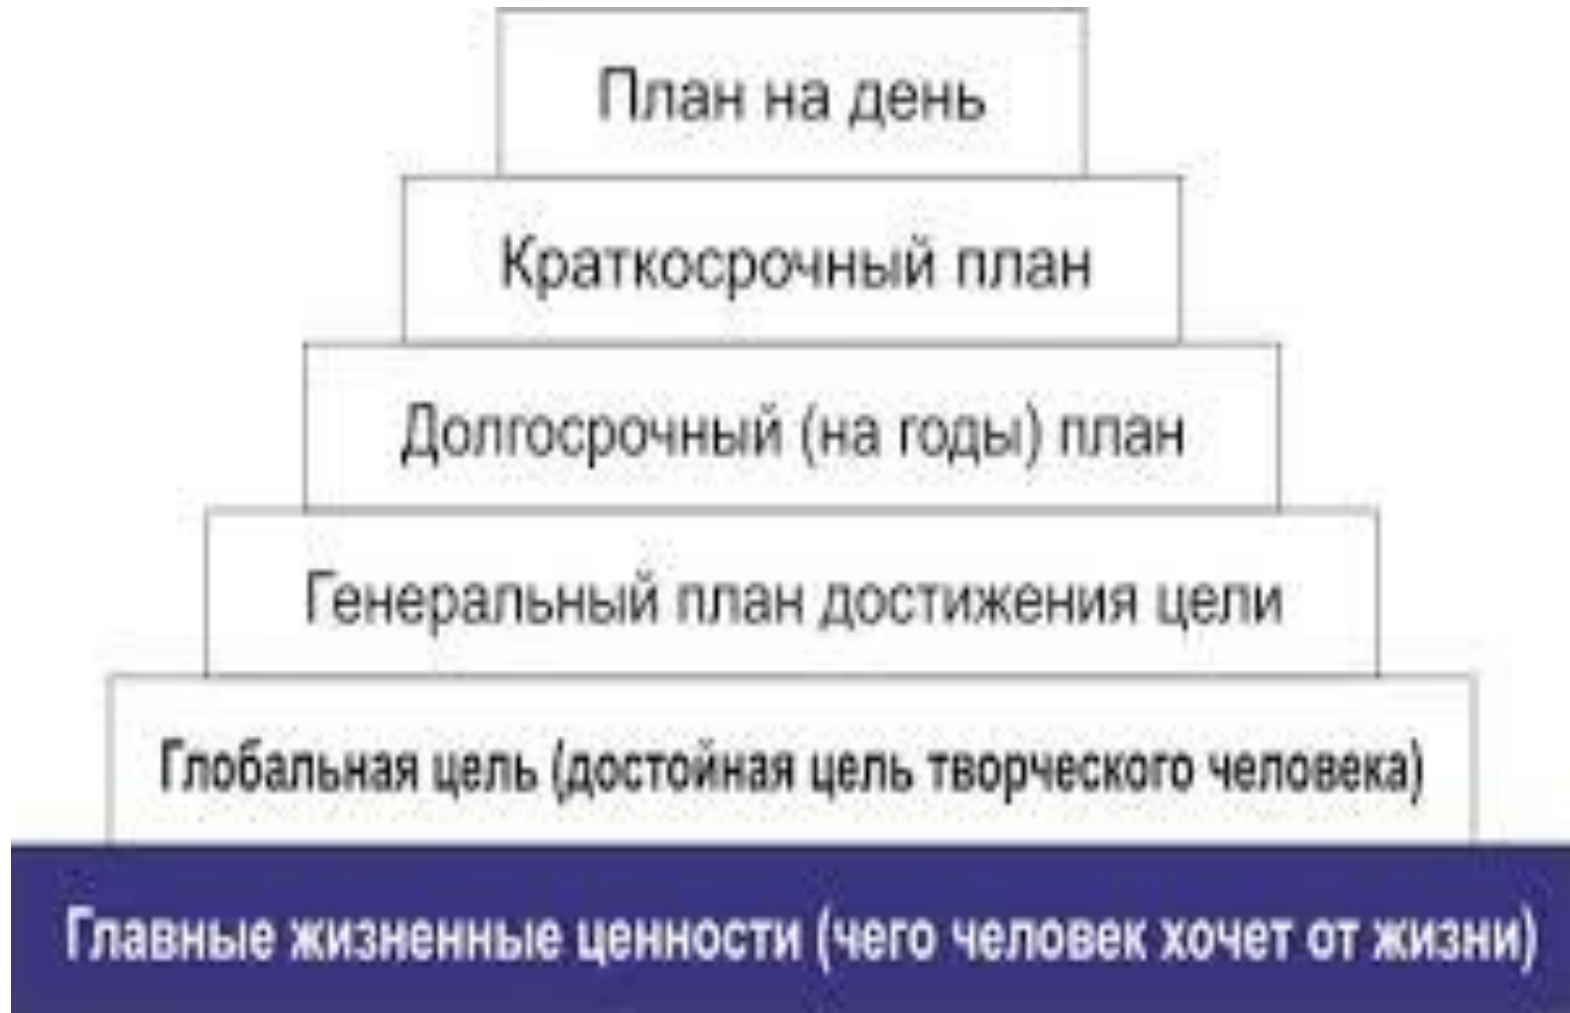 План на день
Краткосрочный план
Долгосрочный (на годы) план
Генеральный план достижения цели
Глобальная цель (достойная цель творческого человека)
Главные жизненные ценности (чего человек хочет от жизни)